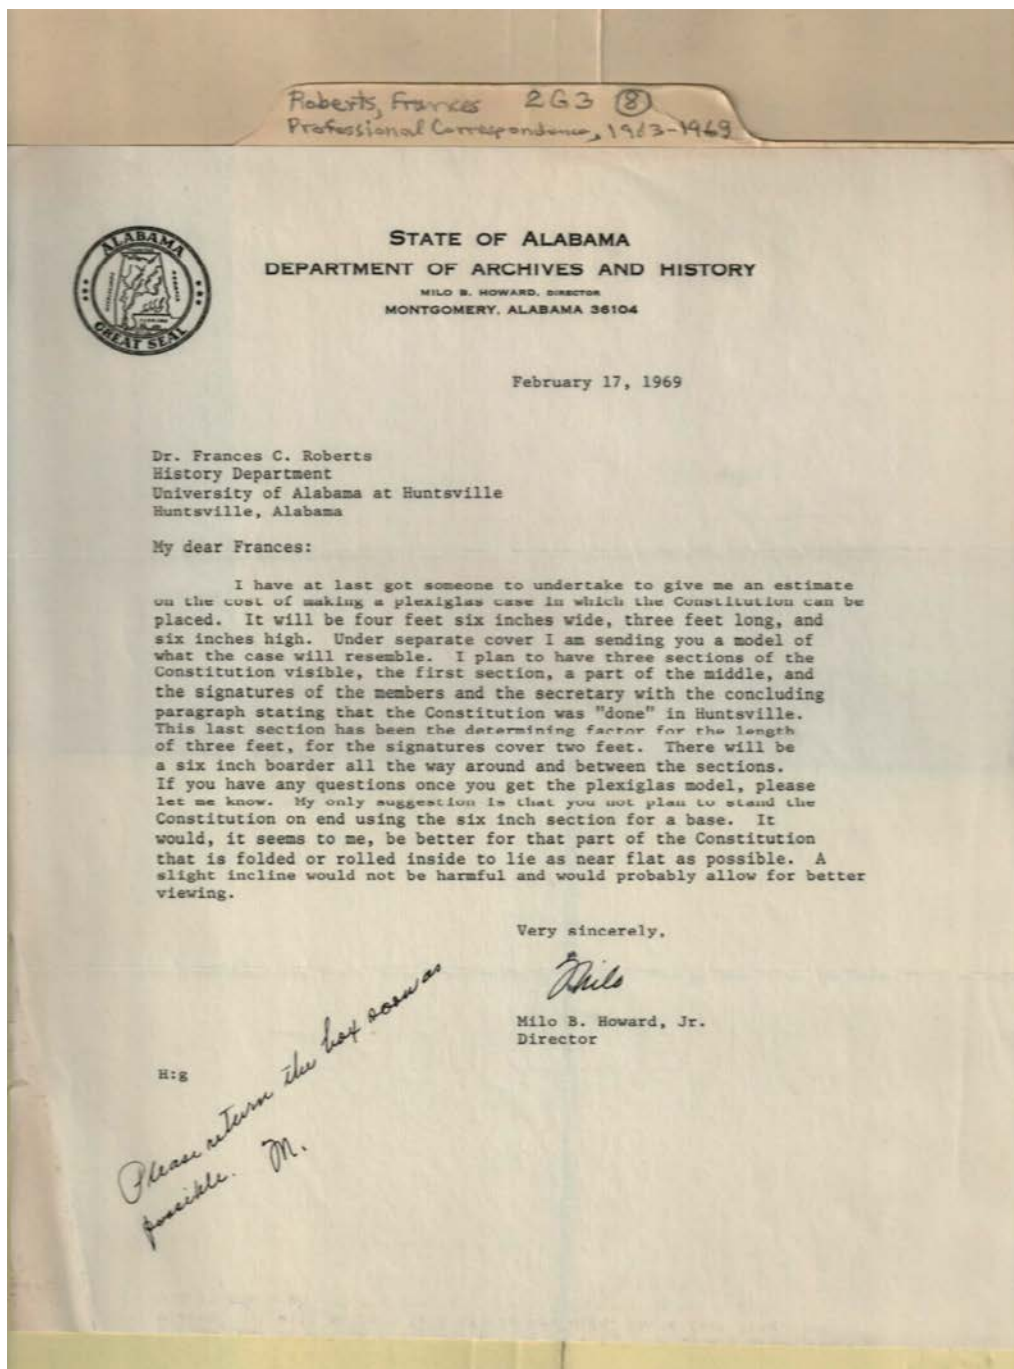 Roberts, Frances 2G3 (8)
Professional Correspondence, 1963-1969
ALABAMA
GREAT SEAL
STATE OF ALABAMA
DEPARTMENT OF ARCHIVES AND HISTORY
MILO B. HOWARD, DIRECTOR
MONTGOMERY, ALABAMA 36104
February 17, 1969
Dr. Frances C. Roberts
History Department
University of Alabama at Huntsville
Huntsville, Alabama
My dear Frances:
I have at last got someone to undertake to give me an estimate
on the cost of making a plexiglas case in which the Constitution can be
placed. It will be four feet six inches wide, three feet long, and
six inches high. Under separate cover I am sending you a model of
what the case will resemble. I plan to have three sections of the
Constitution visible, the first section, a part of the middle, and
the signatures of the members and the secretary with the concluding
paragraph stating that the Constitution was "done" in Huntsville.
This last section has been the determining factor for the length
of three feet, for the signatures cover two feet. There will be
a six inch boarder all the way around and between the sections.
If you have any questions once you get the plexiglas model, please
let me know. My only suggestion is that you not plan to stand the
Constitution on end using the six inch section for a base. It
would, it seems to me, be better for that part of the Constitution
that is folded or rolled inside to lie as near flat as possible. A
slight incline would not be harmful and would probably allow for better
viewing.
Very sincerely,
Milo
Milo B. Howard, Jr.
Director
H:g
Please return the box soon as
possible. M.